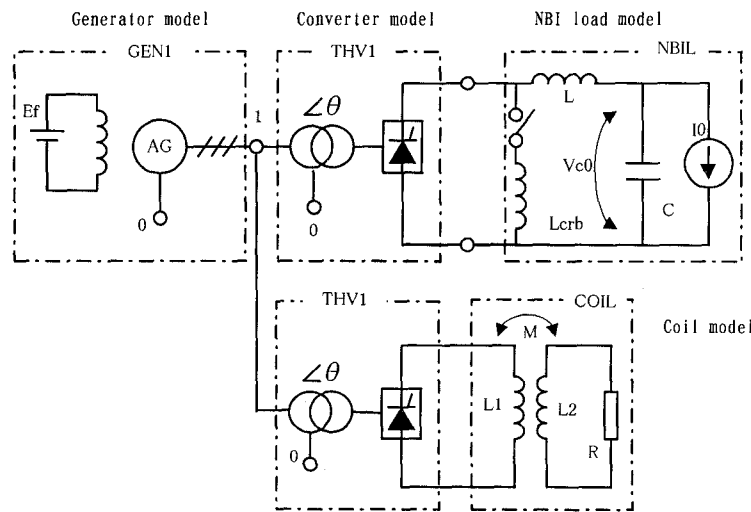 Generator model
Converter model
NBI load model
GEN1
THV1
NBIL
Ef
AG
0
1
∠θ
0
L
Lcrb
Vc0
C
I0
THV1
COIL
Coil model
∠θ
0
M
L1
L2
R